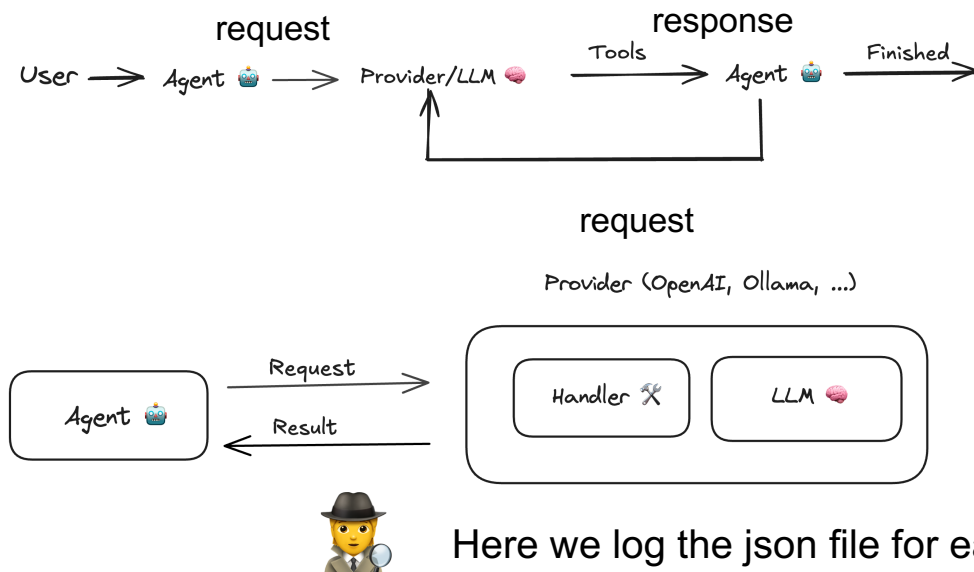 request
response
User
Agent
Provider/LLM
Tools
Agent
Finished
request
Provider (OpenAI, Ollama, ...)
Agent
Request
Result
Handler
LLM
Here we log the json file for